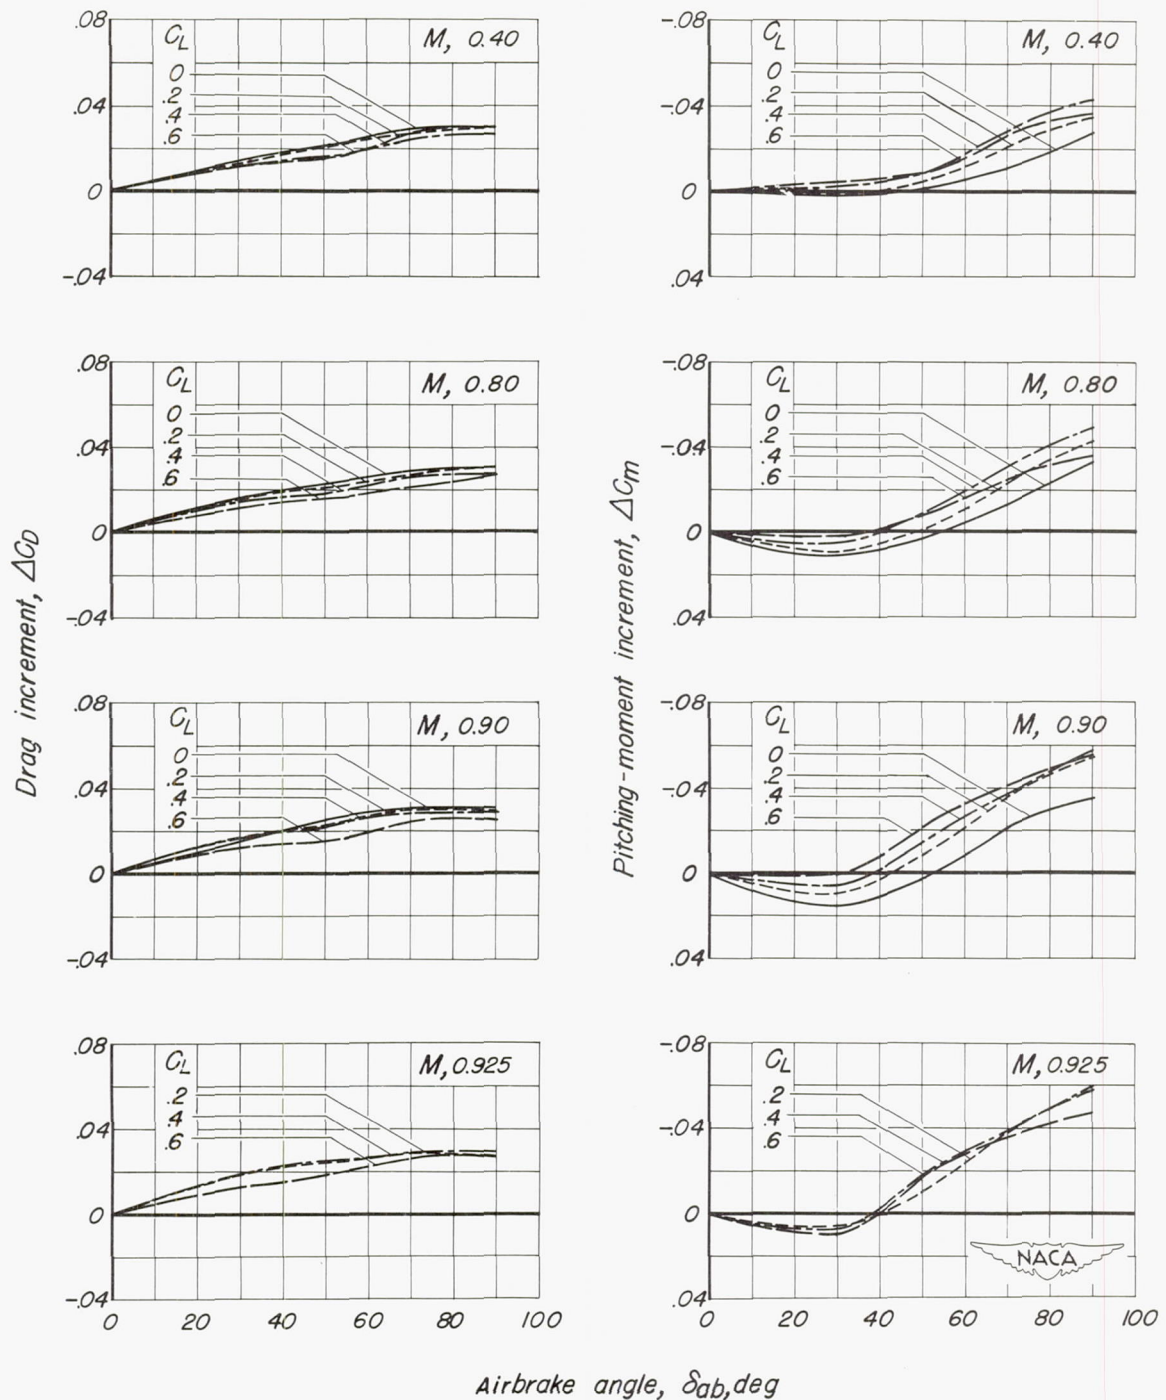 .08
C_L
M, 0.40
0
.2
.4
.6
.04
0
-.04
-.08
C_L
M, 0.40
0
.2
.4
.6
-.04
0
.04
.08
C_L
M, 0.80
0
.2
.4
.6
.04
0
-.04
-.08
C_L
M, 0.80
0
.2
.4
.6
-.04
0
.04
Drag increment, ΔC_D
Pitching-moment increment, ΔC_m
.08
C_L
M, 0.90
0
.2
.4
.6
.04
0
-.04
-.08
C_L
M, 0.90
0
.2
.4
.6
-.04
0
.04
.08
C_L
M, 0.925
.2
.4
.6
.04
0
-.04
-.08
C_L
M, 0.925
.2
.4
.6
-.04
0
.04
NACA
0 20 40 60 80 100
0 20 40 60 80 100
Airbrake angle, δ_ab, deg